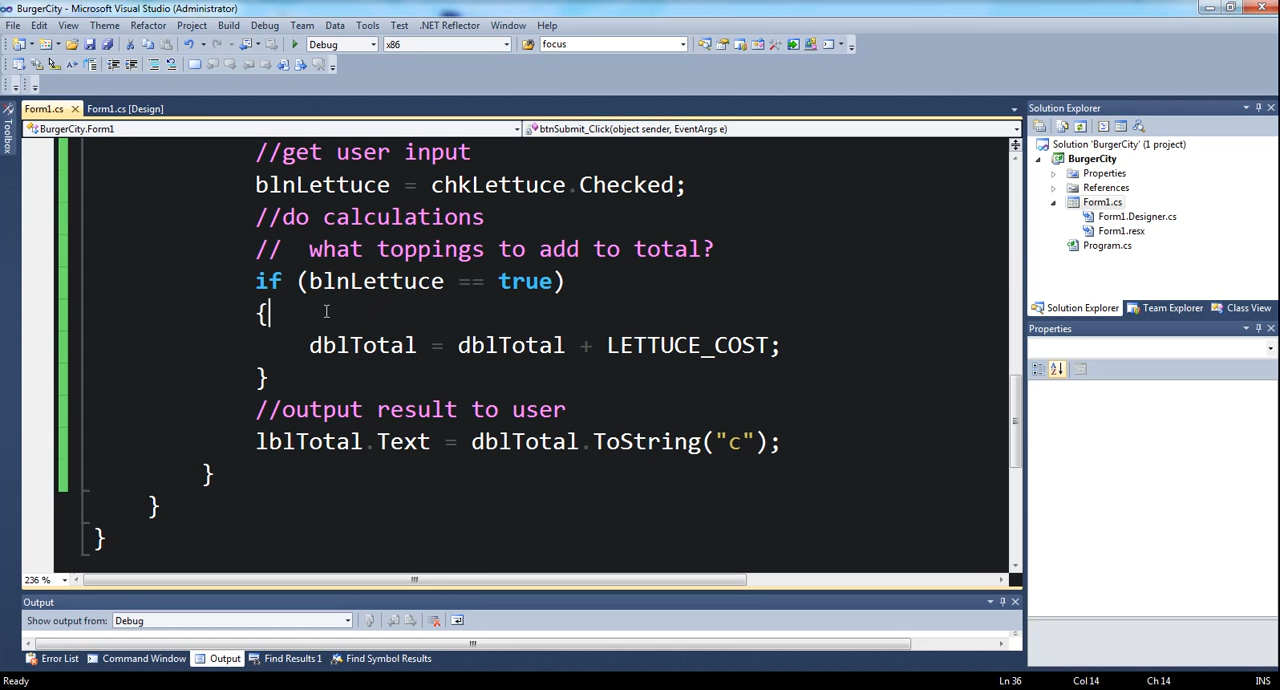 BurgerCity - Microsoft Visual Studio (Administrator)
File Edit View Theme Refactor Project Build Debug Team Data Tools Test .NET Reflector Window Help
Debug x86 focus
Form1.cs Form1.cs [Design]
BurgerCity.Form1 btnSubmit_Click(object sender, EventArgs e)
Toolbox
//get user input
blnLettuce = chkLettuce.Checked;
//do calculations
//  what toppings to add to total?
if (blnLettuce == true)
{
dblTotal = dblTotal + LETTUCE_COST;
}
//output result to user
lblTotal.Text = dblTotal.ToString("c");
}
}
}
236 %
Output
Show output from: Debug
Error List Command Window Output Find Results 1 Find Symbol Results
Ready Ln 36 Col 14 Ch 14 INS
Solution Explorer
Solution 'BurgerCity' (1 project)
BurgerCity
Properties
References
Form1.cs
Form1.Designer.cs
Form1.resx
Program.cs
Solution Explorer Team Explorer Class View
Properties